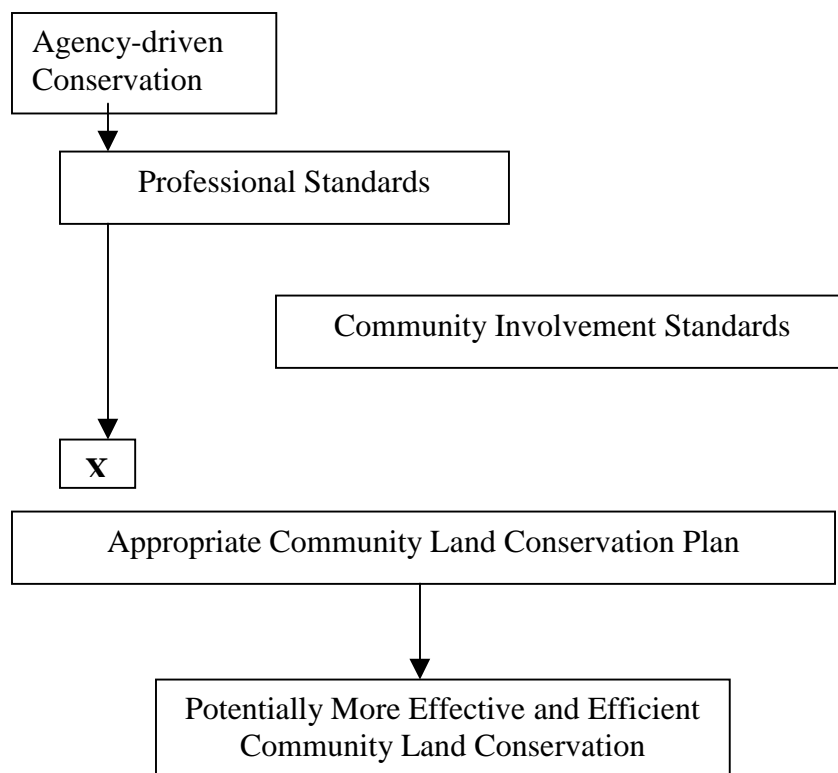 Agency-driven
Conservation
Professional Standards
Community Involvement Standards
x
Appropriate Community Land Conservation Plan
Potentially More Effective and Efficient
Community Land Conservation